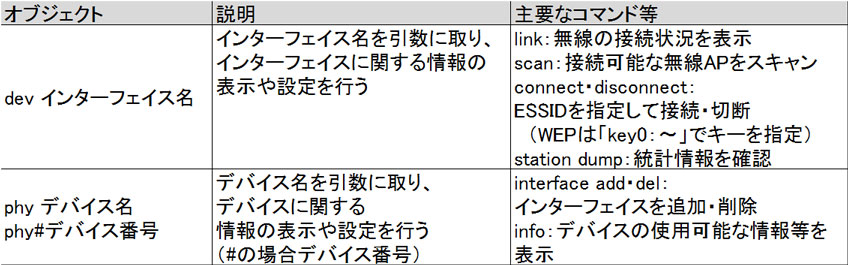 オブジェクト 説明 主要なコマンド等
dev インターフェイス名
インターフェイス名を引数に取り、
インターフェイスに関する情報の
表示や設定を行う
link：無線の接続状況を表示
scan：接続可能な無線APをスキャン
connect・disconnect：
ESSIDを指定して接続・切断
（WEPは「key0：～」でキーを指定）
station dump：統計情報を確認
phy デバイス名
phy#デバイス番号
デバイス名を引数に取り、
デバイスに関する
情報の表示や設定を行う
（#の場合デバイス番号）
interface add・del：
インターフェイスを追加・削除
info：デバイスの使用可能な情報等を
表示